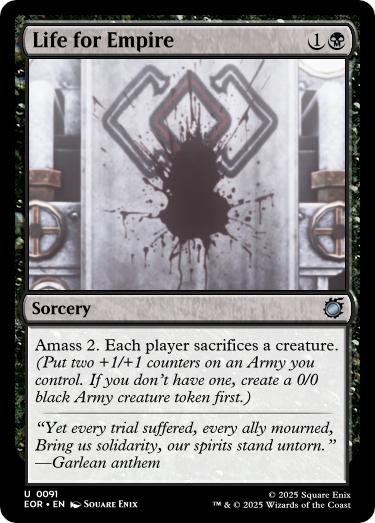 Life for Empire 1
Sorcery
Amass 2. Each player sacrifices a creature.
(Put two +1/+1 counters on an Army you
control. If you don't have one, create a 0/0
black Army creature token first.)
“Yet every trial suffered, every ally mourned,
Bring us solidarity, our spirits stand untorn.”
—Garlean anthem
U 0091
EOR • EN Square Enix
© 2025 Square Enix
™ & © 2025 Wizards of the Coast